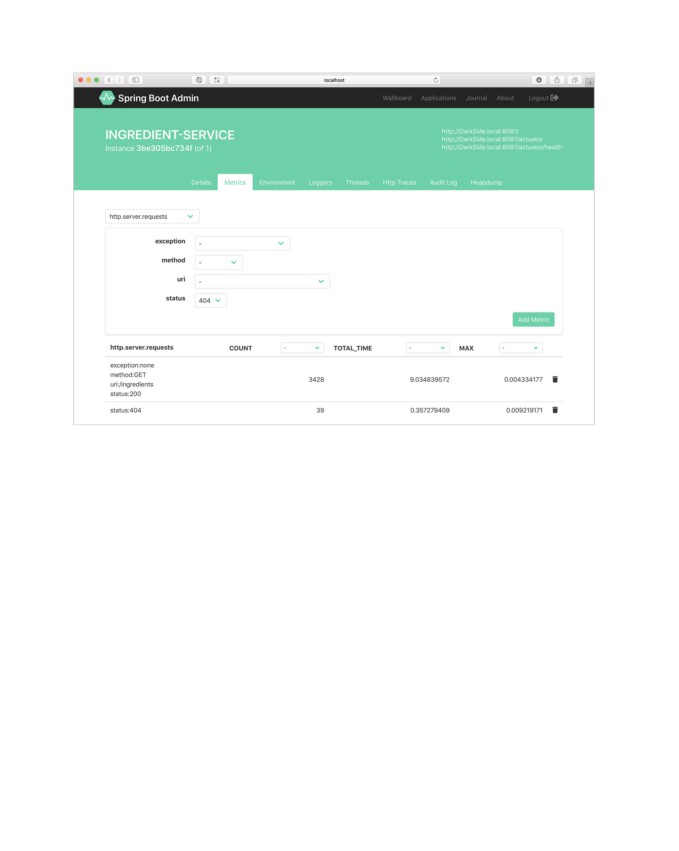 localhost
Spring Boot Admin
Wallboard Applications Journal About Logout
INGREDIENT-SERVICE
Instance 3be305bc734f (of 1)
http://DarkSide.local:8081/
http://DarkSide.local:8081/actuator
http://DarkSide.local:8081/actuator/health
Details Metrics Environment Loggers Threads Http Traces Audit Log Heapdump
http.server.requests
exception -
method -
uri -
status 404
Add Metric
http.server.requests COUNT - TOTAL_TIME - MAX -
exception:none
method:GET
uri:/ingredients
status:200
3428 9.034839572 0.004334177
status:404 39 0.357279409 0.009219171